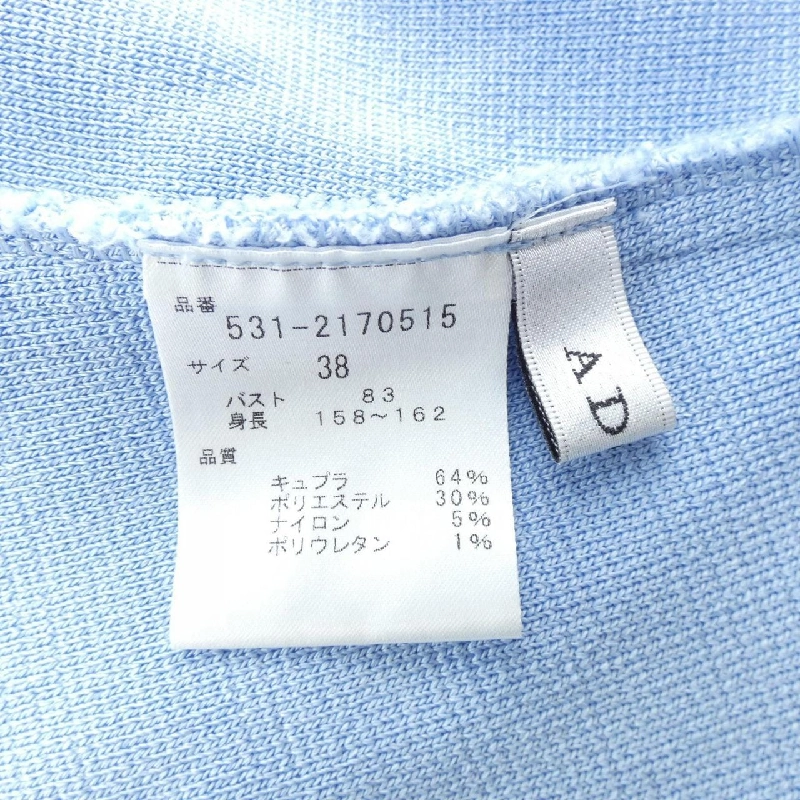 品番
531-2170515
サイズ 38
バスト 83
身長 158～162
品質
キュプラ 64%
ポリエステル 30%
ナイロン 5%
ポリウレタン 1%
AD